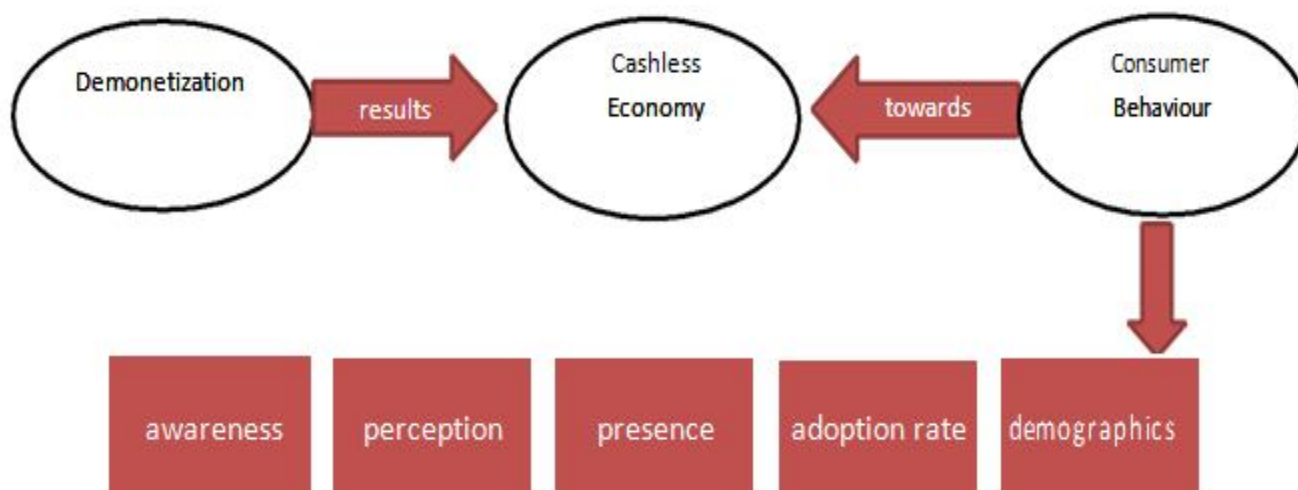 Demonetization
results
Cashless
Economy
towards
Consumer
Behaviour
awareness
perception
presence
adoption rate
demographics